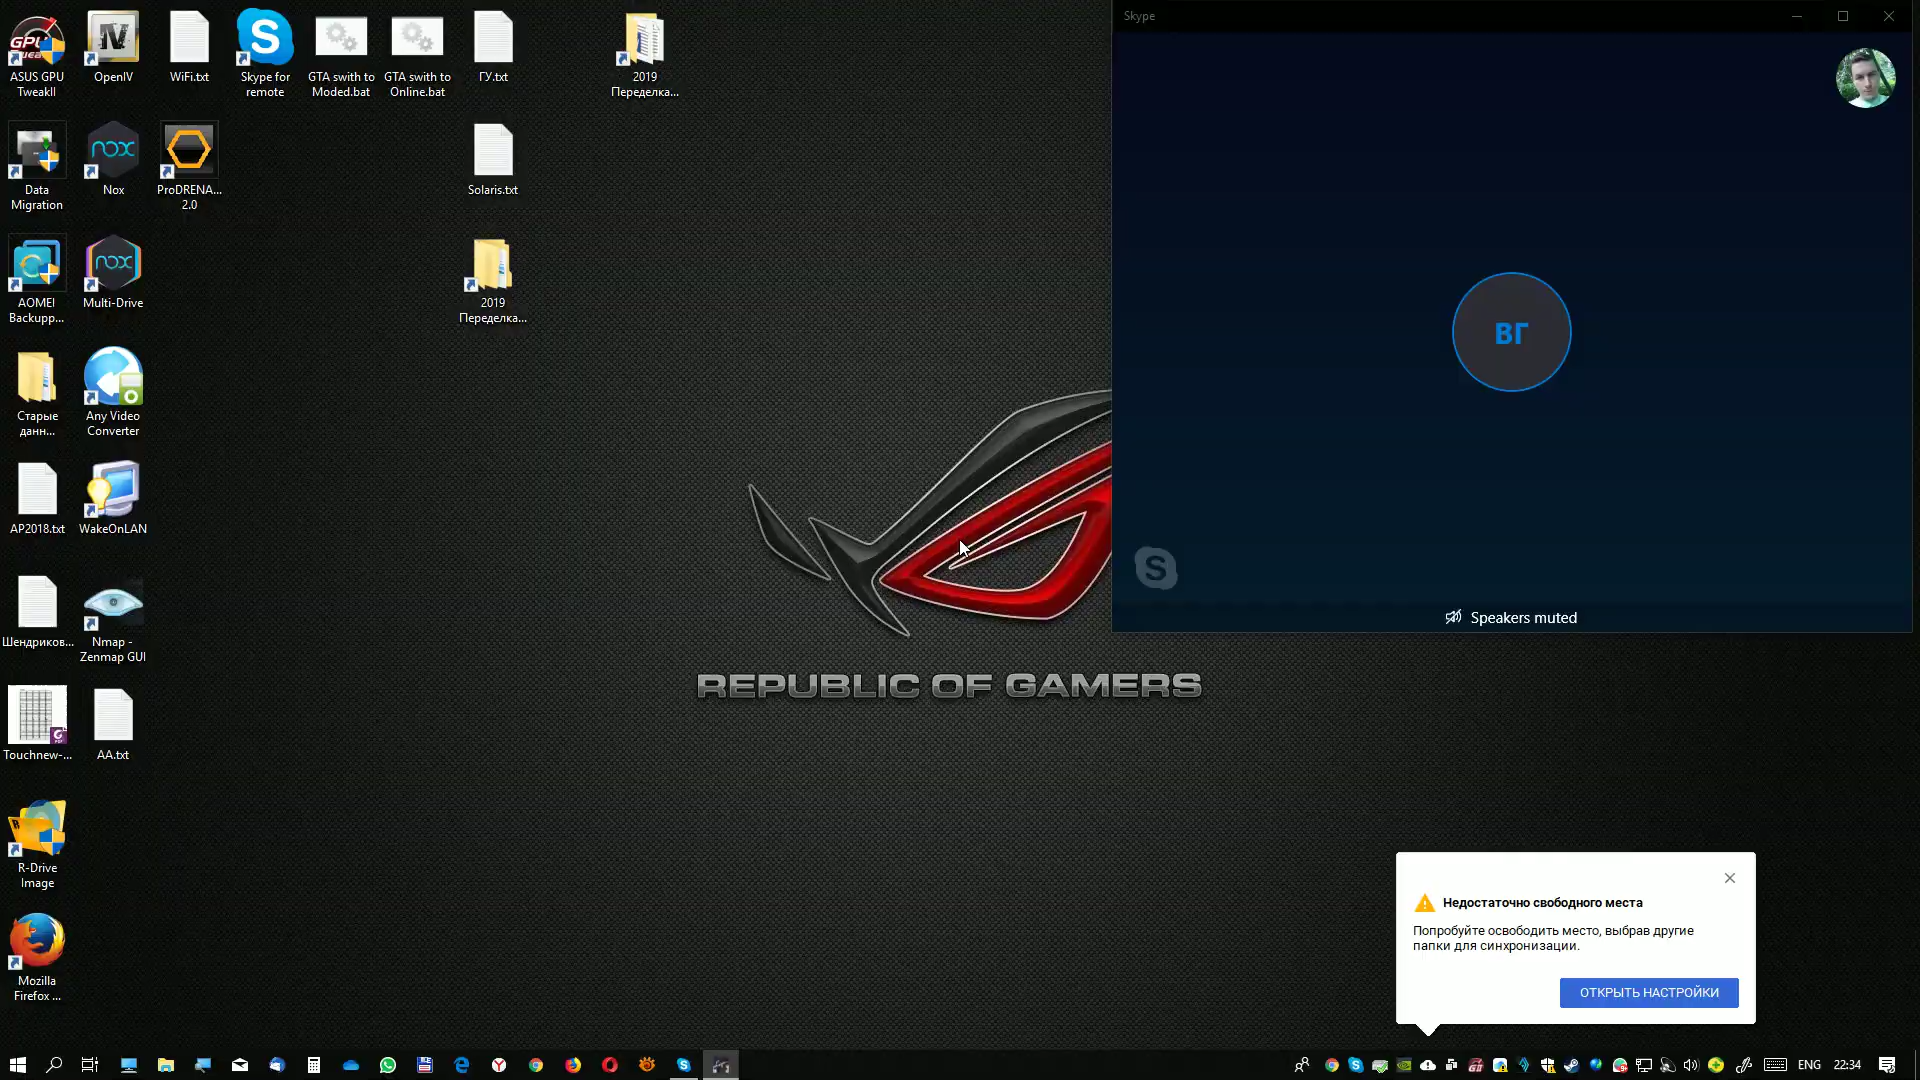 ASUS GPU
TweakII
OpenIV
WiFi.txt
Skype for
remote
GTA swith to
Moded.bat
GTA swith to
Online.bat
ГУ.txt
2019
Переделка...
Data
Migration
nox
Nox
ProDRENA...
2.0
Solaris.txt
AOMEI
Backupp...
nox
Multi-Drive
2019
Переделка...
Старые
данн...
Any Video
Converter
AP2018.txt
WakeOnLAN
Шендриков...
Nmap -
Zenmap GUI
Touchnew-...
AA.txt
R-Drive
Image
Mozilla
Firefox ...
REPUBLIC OF GAMERS
Skype
ВГ
Speakers muted
Недостаточно свободного места
Попробуйте освободить место, выбрав другие
папки для синхронизации.
ОТКРЫТЬ НАСТРОЙКИ
ENG
22:34